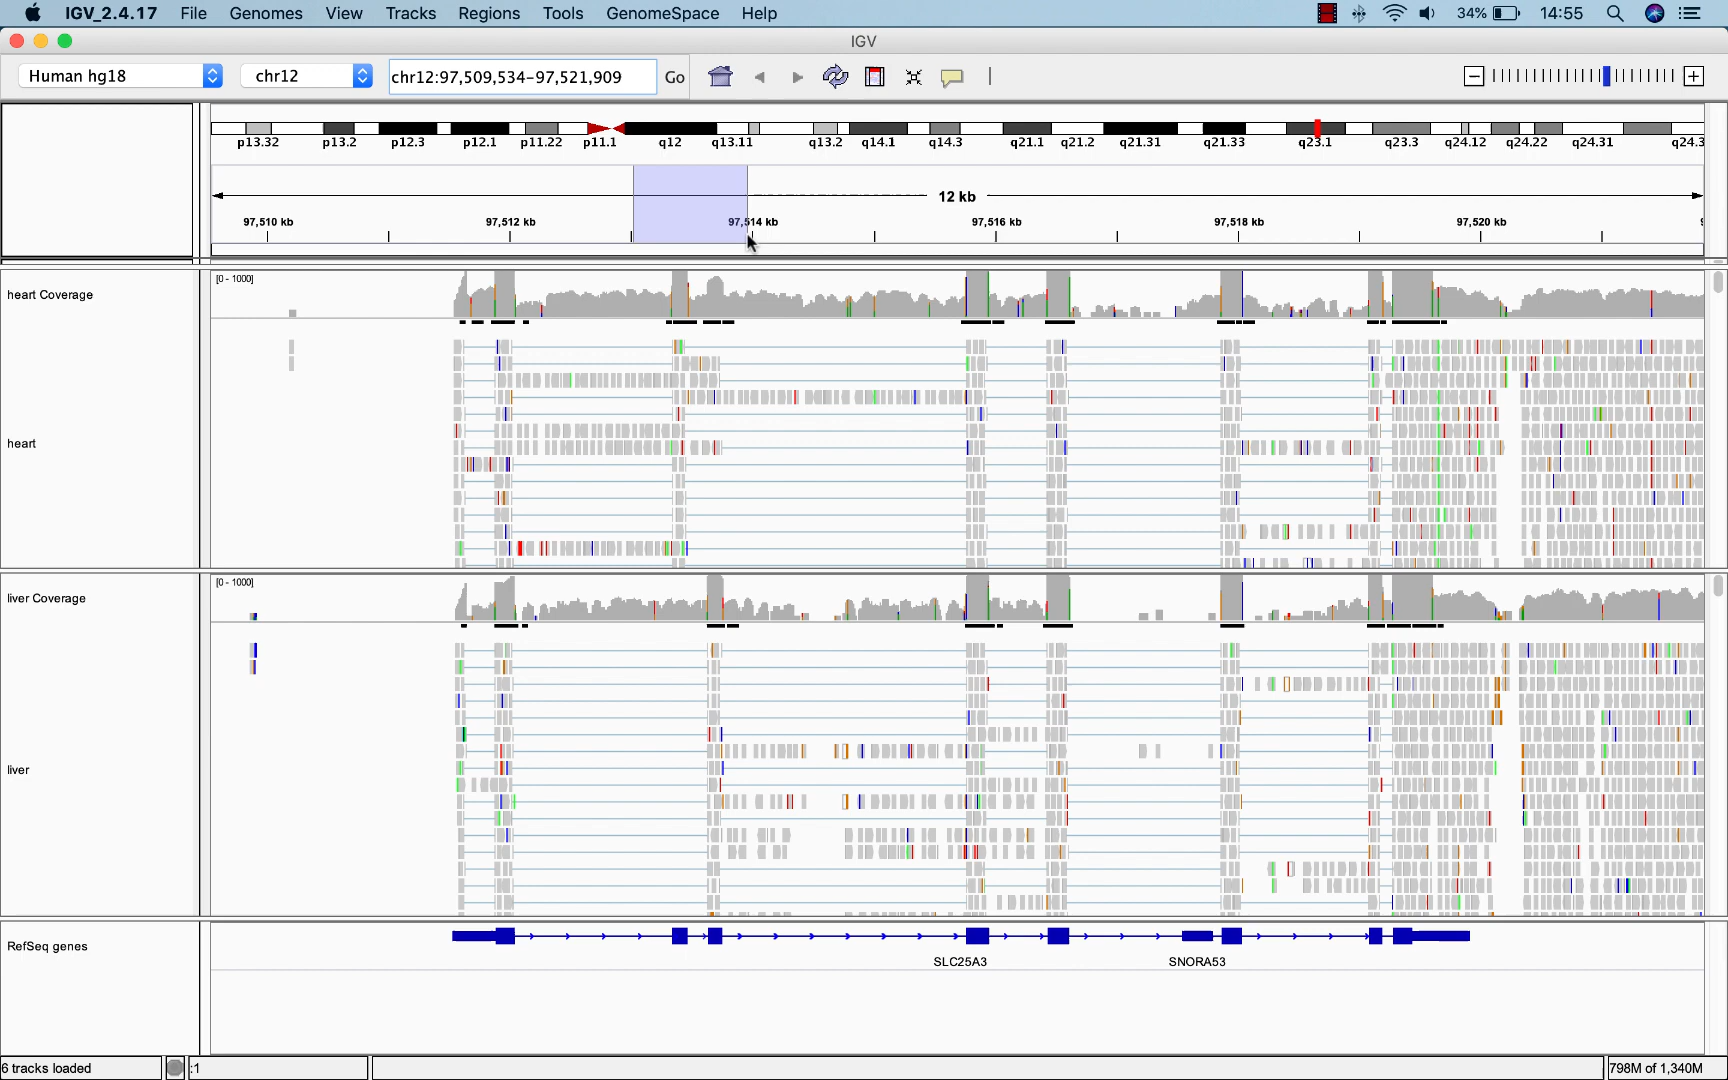 IGV_2.4.17 File Genomes View Tracks Regions Tools GenomeSpace Help 34% 14:55
IGV
Human hg18 chr12 chr12:97,509,534-97,521,909 Go
p13.32 p13.2 p12.3 p12.1 p11.22 p11.1 q12 q13.11 q13.2 q14.1 q14.3 q21.1 q21.2 q21.31 q21.33 q23.1 q23.3 q24.12 q24.22 q24.31 q24.3
12 kb
97,510 kb 97,512 kb 97,514 kb 97,516 kb 97,518 kb 97,520 kb
[0 - 1000]
heart Coverage
heart
[0 - 1000]
liver Coverage
liver
RefSeq genes
SLC25A3 SNORA53
6 tracks loaded :1 798M of 1,340M